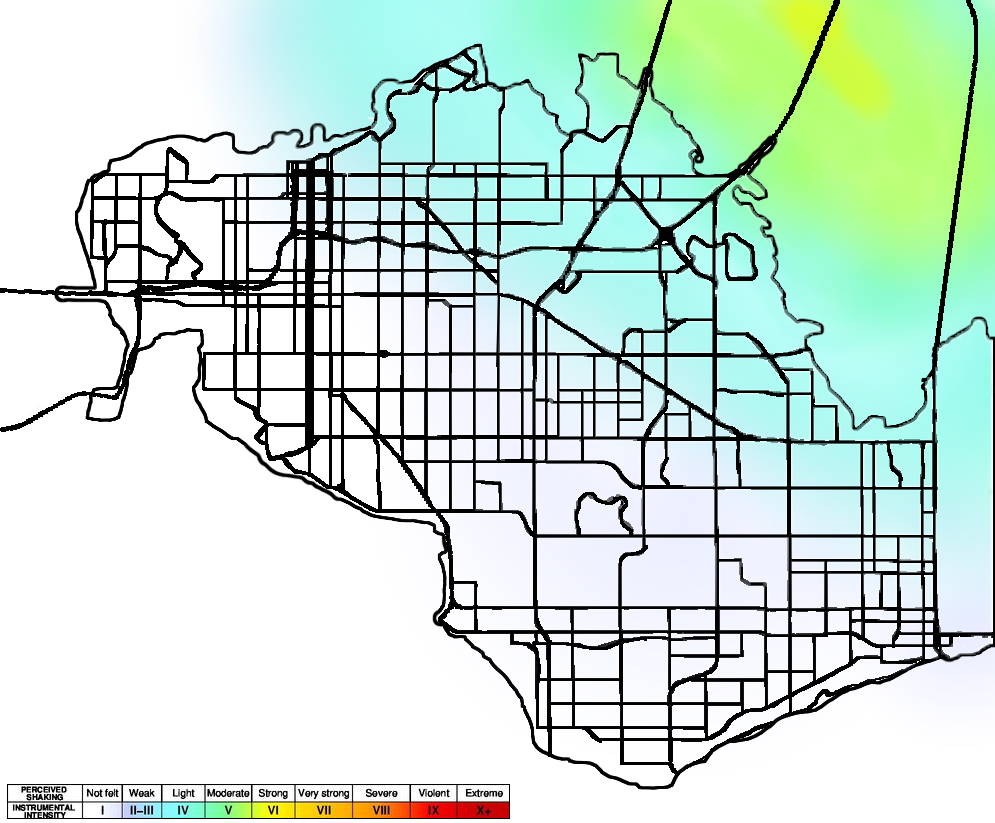 PERCEIVED SHAKING Not felt Weak Light Moderate Strong Very strong Severe Violent Extreme
INSTRUMENTAL INTENSITY I II–III IV V VI VII VIII IX X+